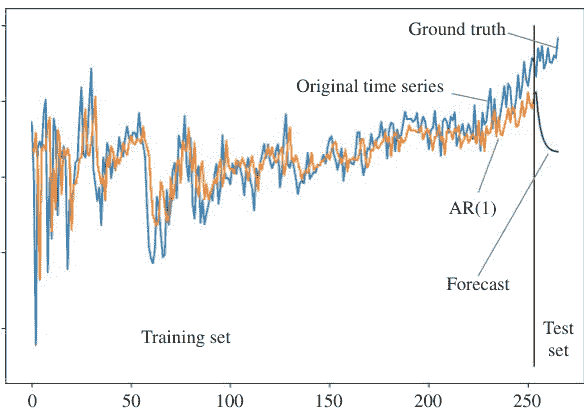 Ground truth
Original time series
AR(1)
Forecast
Training set
Test
set
0
50
100
150
200
250